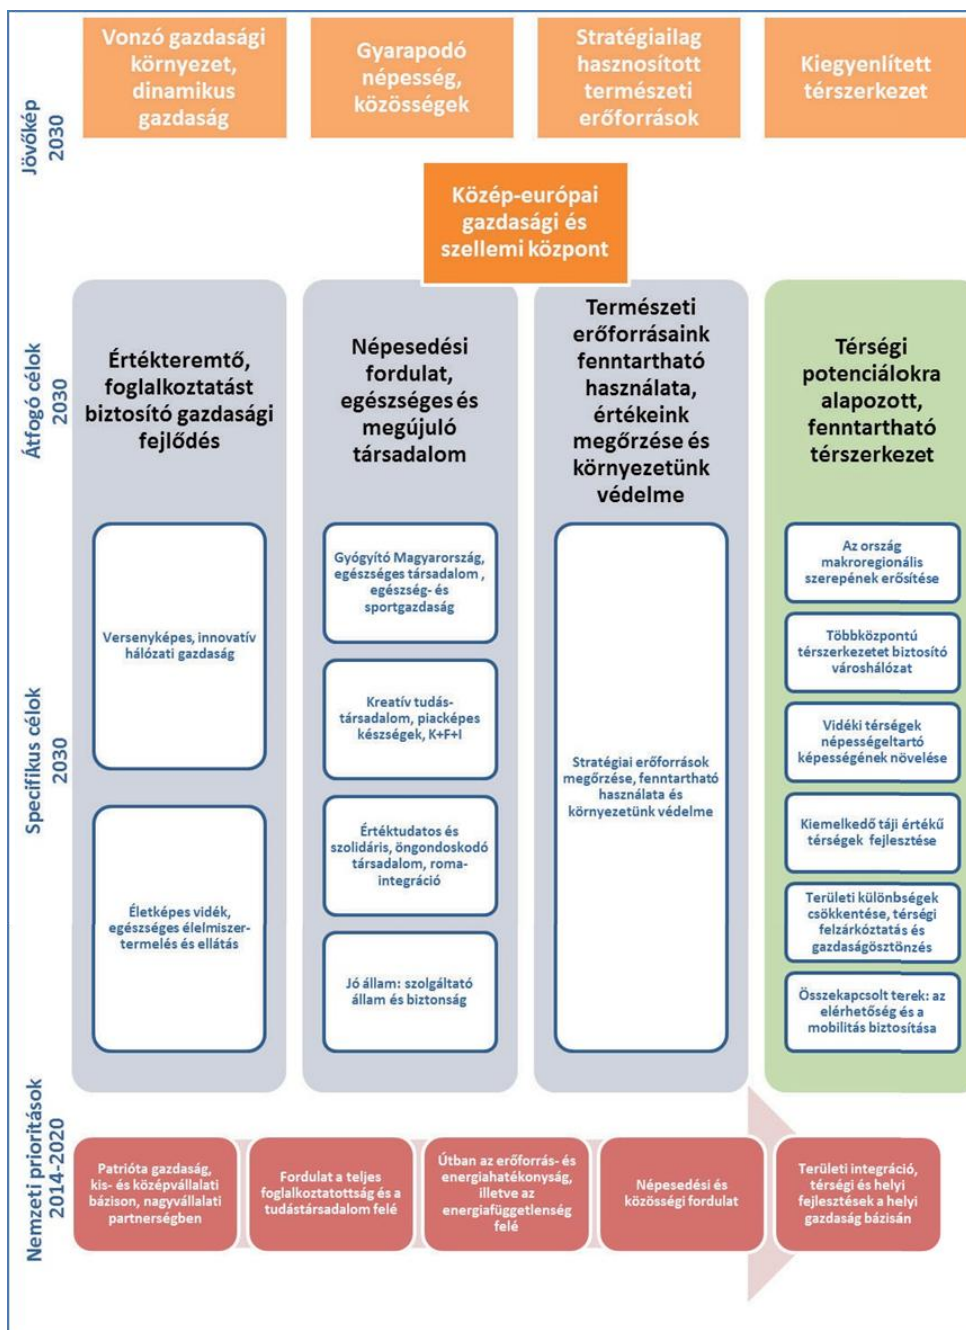 Jövőkép
2030
Vonzó gazdasági
környezet,
dinamikus
gazdaság
Gyarapodó
népesség,
közösségek
Stratégiailag
hasznosított
természeti
erőforrások
Kiegyenlített
térszerkezet
Közép-európai
gazdasági és
szellemi központ
Átfogó célok
2030
Értékteremtő,
foglalkoztatást
biztosító gazdasági
fejlődés
Népesedési
fordulat,
egészséges és
megújuló
társadalom
Természeti
erőforrásaink
fenntartható
használata,
értékeink
megőrzése és
környezetünk
védelme
Térségi
potenciálokra
alapozott,
fenntartható
térszerkezet
Specifikus célok
2030
Versenyképes, innovatív
hálózati gazdaság
Életképes vidék,
egészséges élelmiszer-
termelés és ellátás
Gyógyító Magyarország,
egészséges társadalom ,
egészség- és
sportgazdaság
Kreatív tudás-
társadalom, piacképes
készségek, K+F+I
Értéktudatos és
szolidáris, öngondoskodó
társadalom, roma-
integráció
Jó állam: szolgáltató
állam és biztonság
Stratégiai erőforrások
megőrzése, fenntartható
használata és
környezetünk védelme
Az ország
makroregionális
szerepének erősítése
Többközpontú
térszerkezetet biztosító
városhálózat
Vidéki térségek
népességeltartó
képességének növelése
Kiemelkedő táji értékű
térségek fejlesztése
Területi különbségek
csökkentése, térségi
felzárkóztatás és
gazdaságösztönzés
Összekapcsolt terek: az
elérhetőség és a
mobilitás biztosítása
Nemzeti prioritások
2014-2020
Patrióta gazdaság,
kis- és középvállalati
bázison, nagyvállalati
partnerségben
Fordulat a teljes
foglalkoztatottság és a
tudástársadalom felé
Útban az erőforrás- és
energiahatékonyság,
illetve az
energiafüggetlenség
felé
Népesedési és
közösségi fordulat
Területi integráció,
térségi és helyi
fejlesztések a helyi
gazdaság bázisán